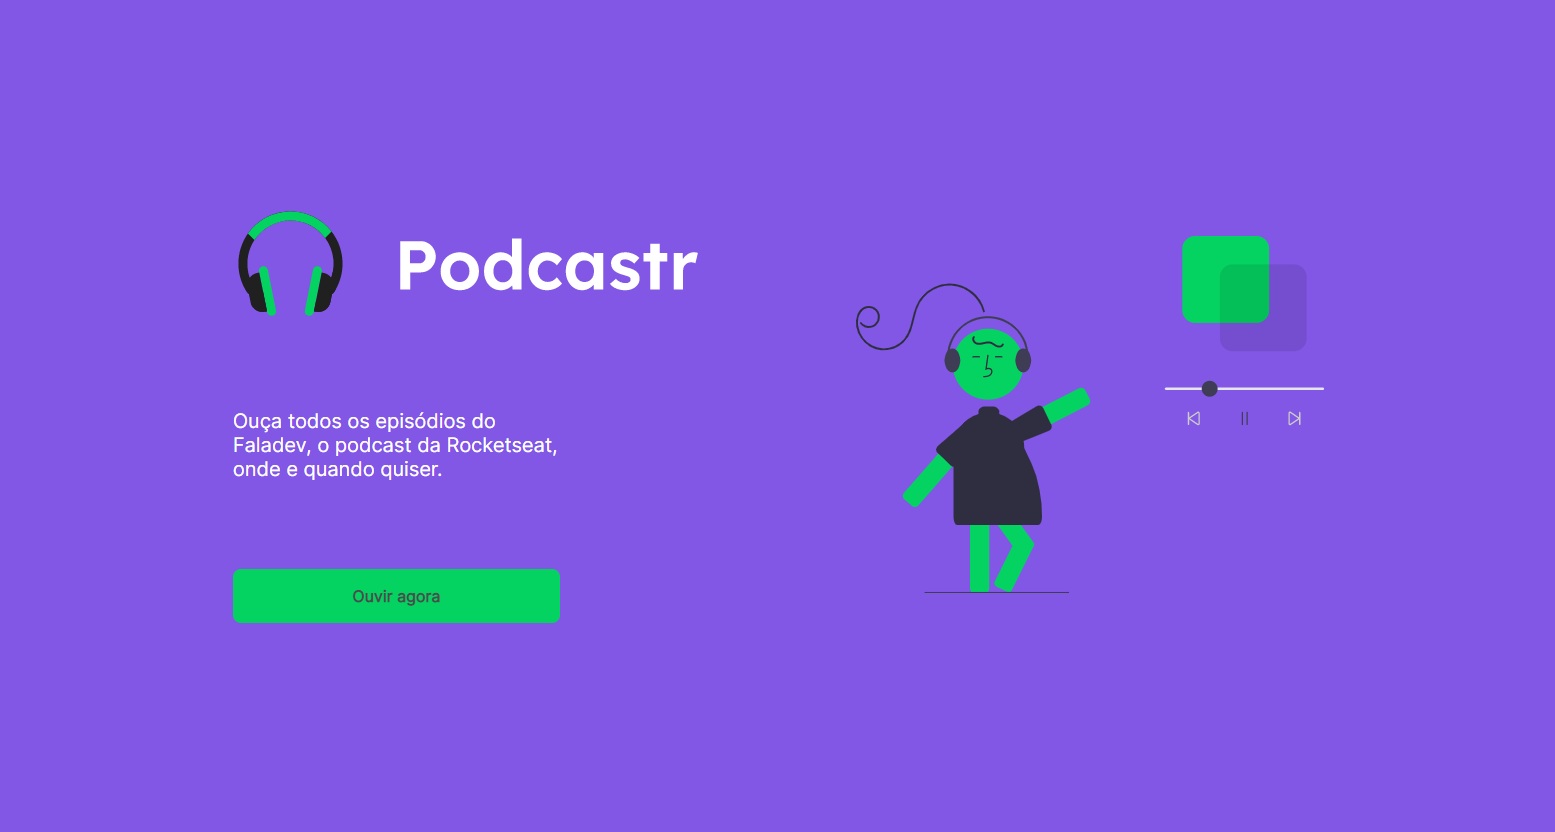 Podcastr
Ouça todos os episódios do
Faladev, o podcast da Rocketseat,
onde e quando quiser.
Ouvir agora